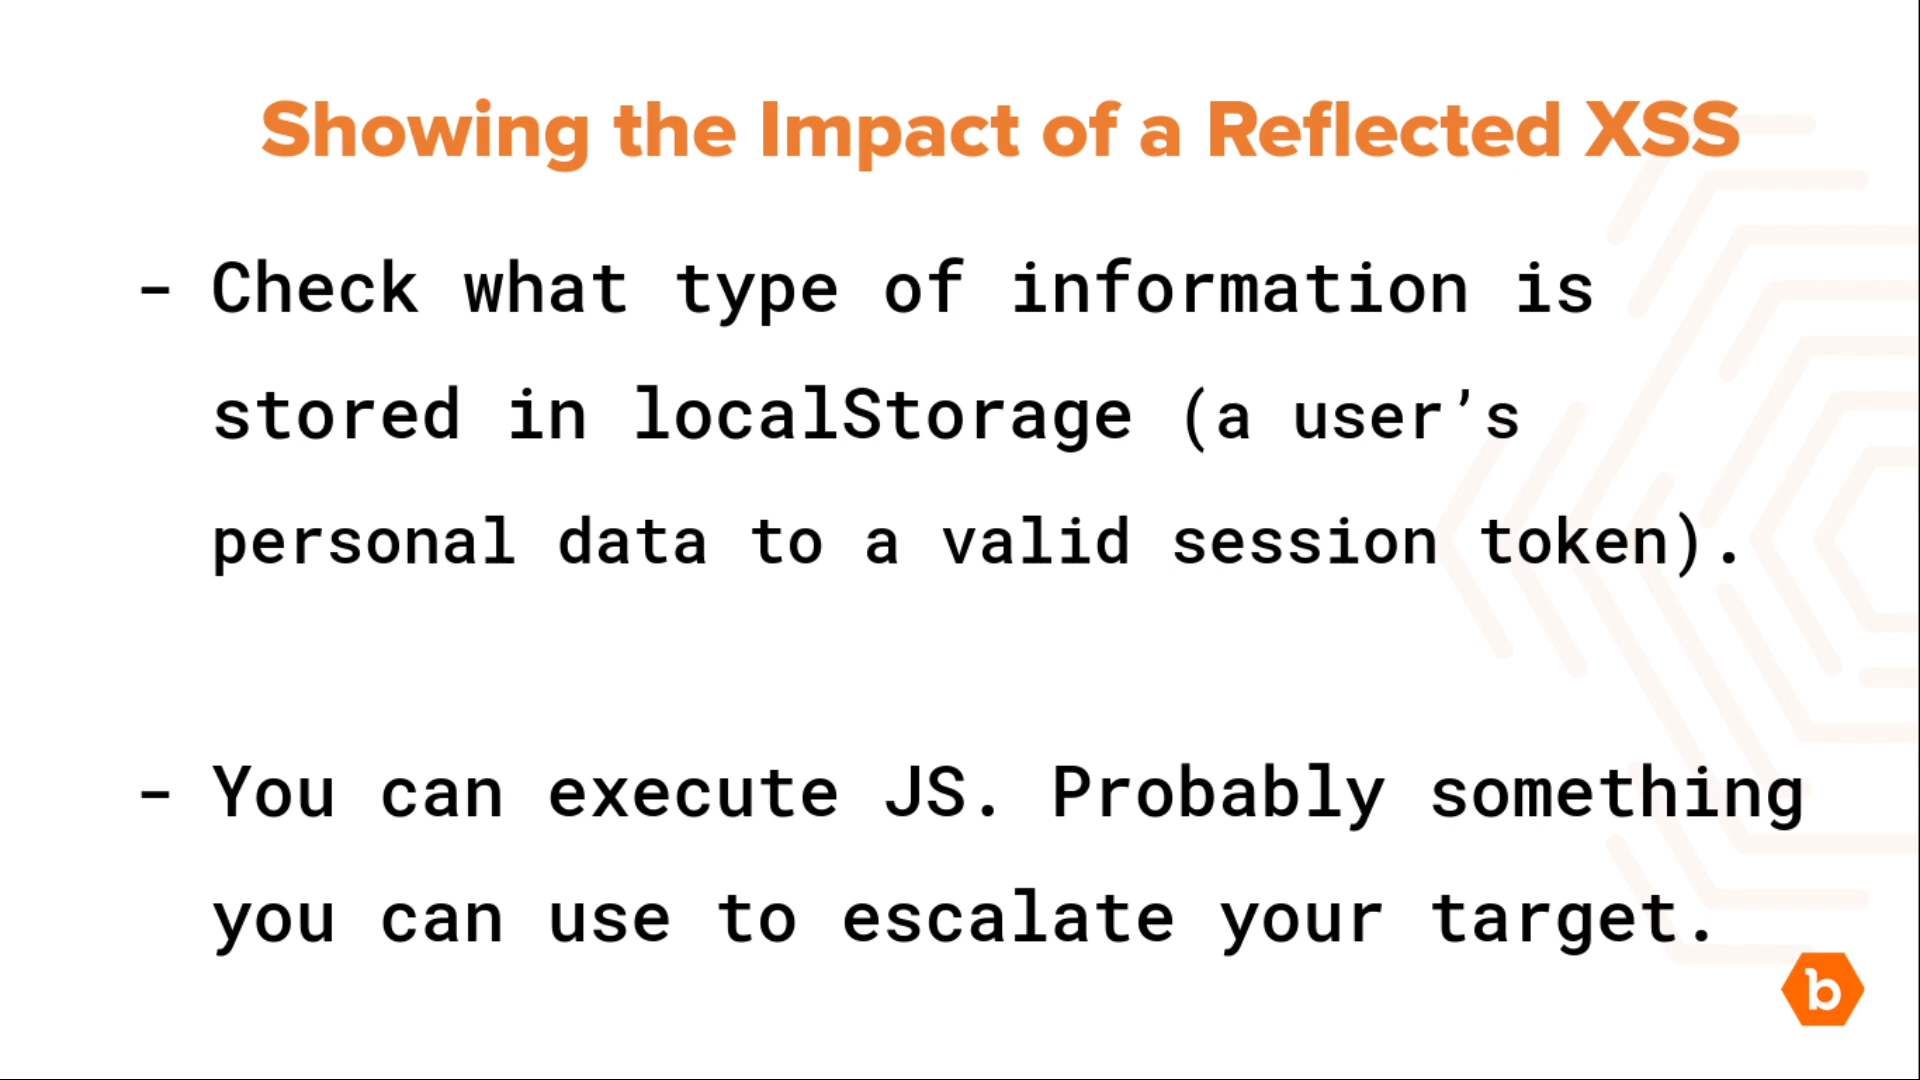 Showing the Impact of a Reflected XSS
- Check what type of information is
stored in localStorage (a user’s
personal data to a valid session token).
- You can execute JS. Probably something
you can use to escalate your target.
b